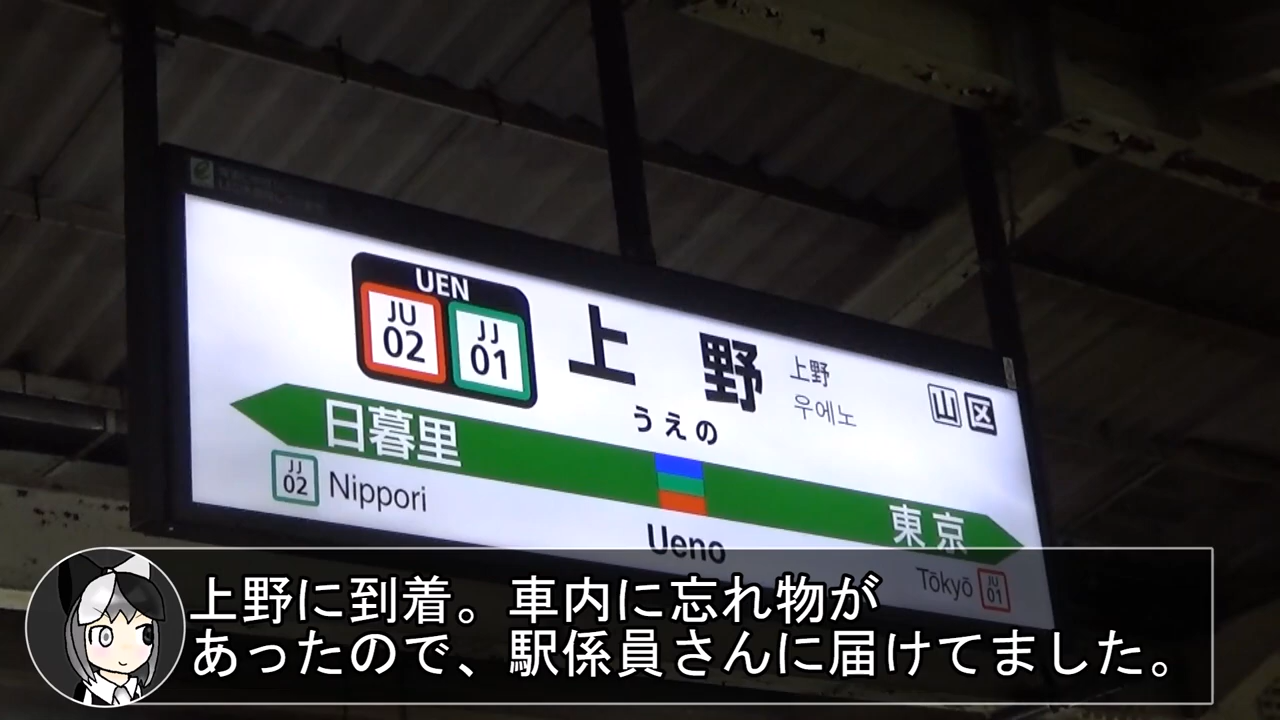 UEN
JU
02
JJ
01
上野
上野
우에노
山区
うえの
日暮里
東京
JJ
02
Nippori
Ueno
Tōkyō
JU
01
上野に到着。車内に忘れ物が
あったので、駅係員さんに届けてました。